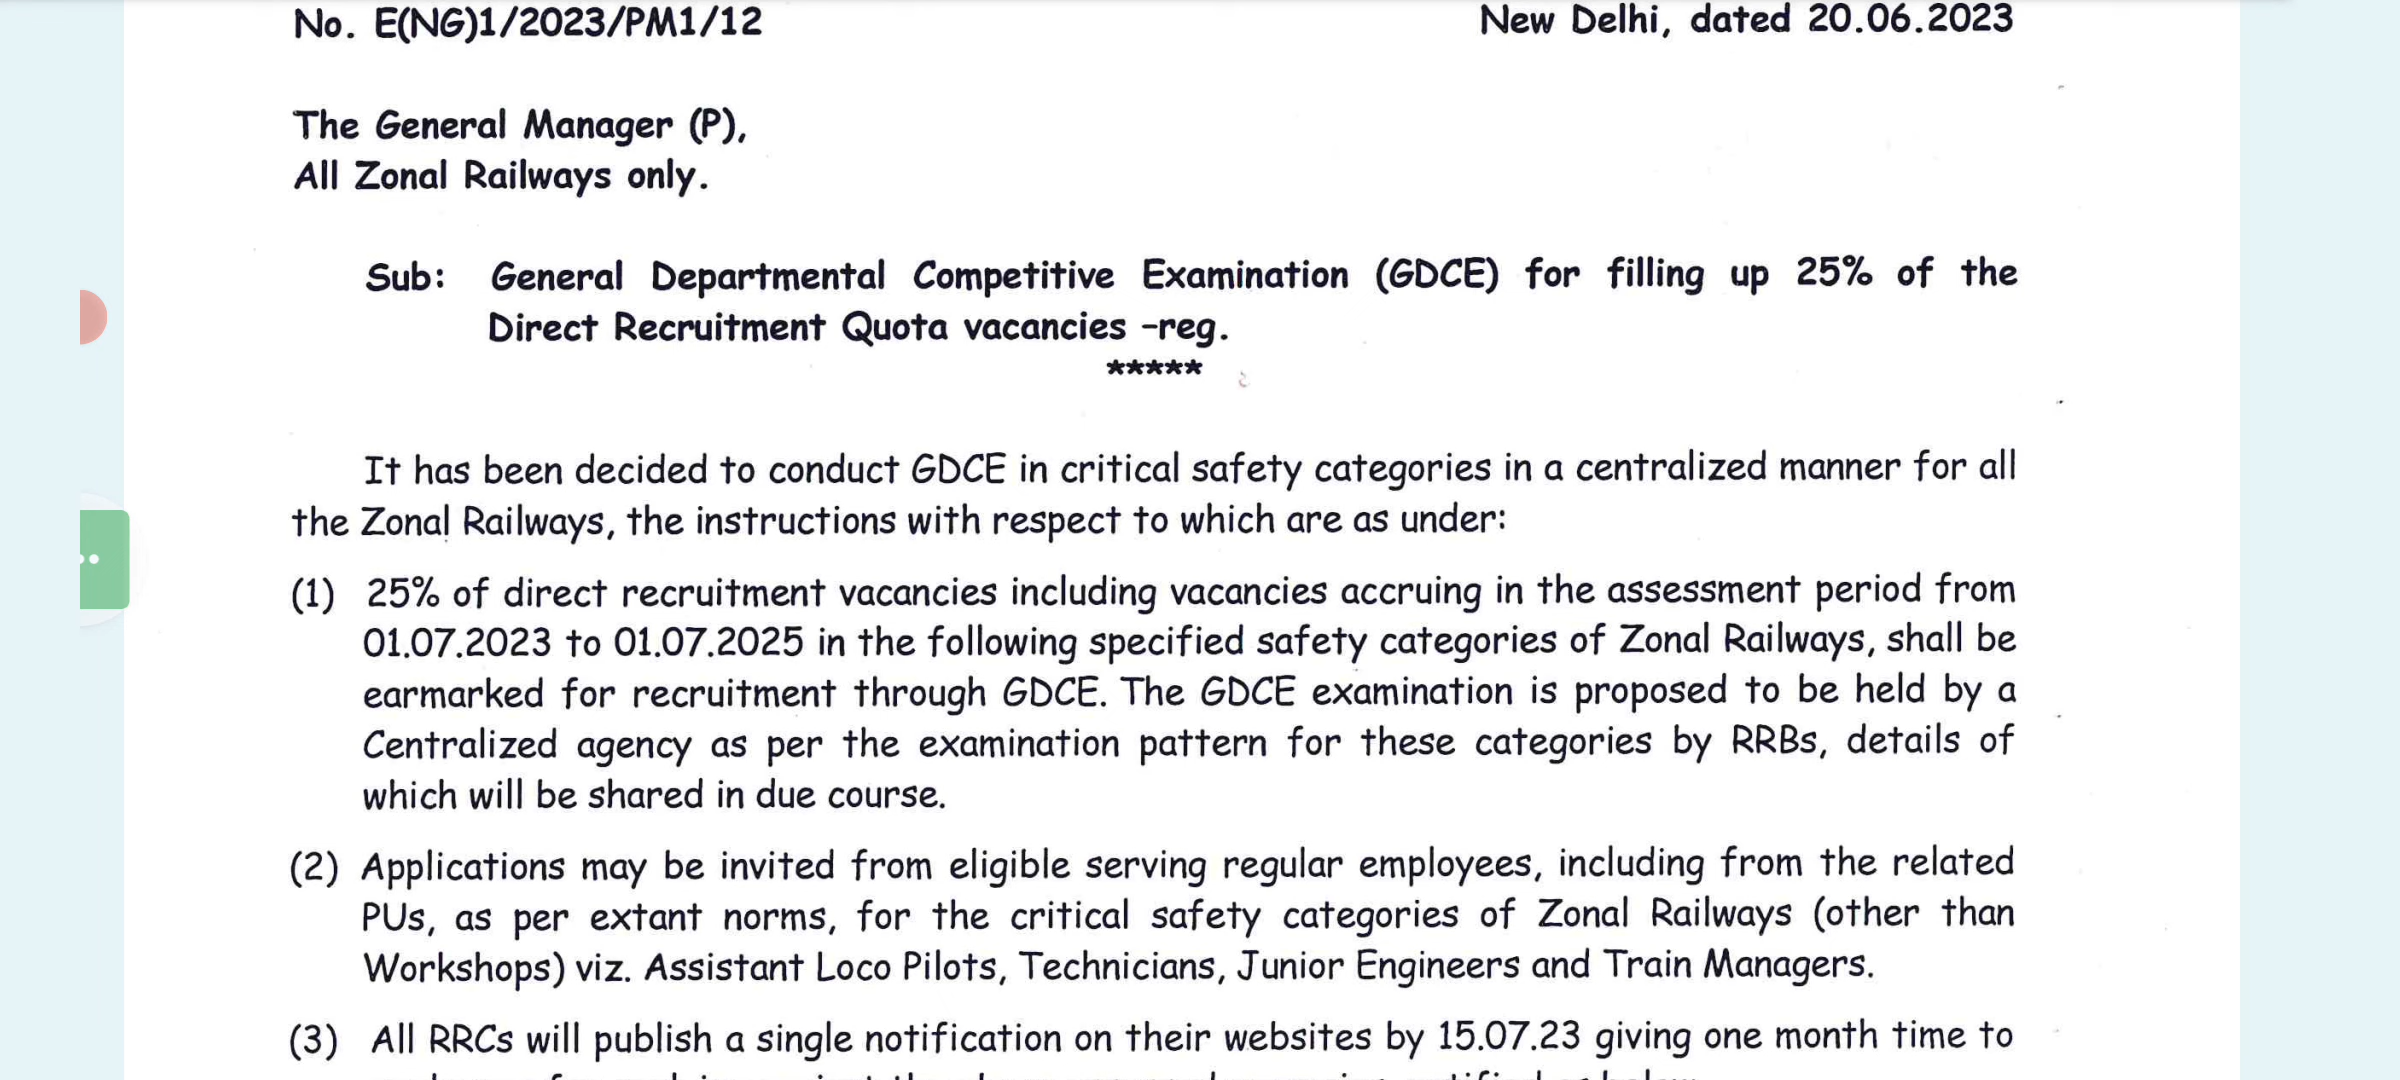 No. E(NG)1/2023/PM1/12 New Delhi, dated 20.06.2023
The General Manager (P),
All Zonal Railways only.
Sub: General Departmental Competitive Examination (GDCE) for filling up 25% of the
Direct Recruitment Quota vacancies -reg.
*****
It has been decided to conduct GDCE in critical safety categories in a centralized manner for all
the Zonal Railways, the instructions with respect to which are as under:
(1) 25% of direct recruitment vacancies including vacancies accruing in the assessment period from
01.07.2023 to 01.07.2025 in the following specified safety categories of Zonal Railways, shall be
earmarked for recruitment through GDCE. The GDCE examination is proposed to be held by a
Centralized agency as per the examination pattern for these categories by RRBs, details of
which will be shared in due course.
(2) Applications may be invited from eligible serving regular employees, including from the related
PUs, as per extant norms, for the critical safety categories of Zonal Railways (other than
Workshops) viz. Assistant Loco Pilots, Technicians, Junior Engineers and Train Managers.
(3) All RRCs will publish a single notification on their websites by 15.07.23 giving one month time to